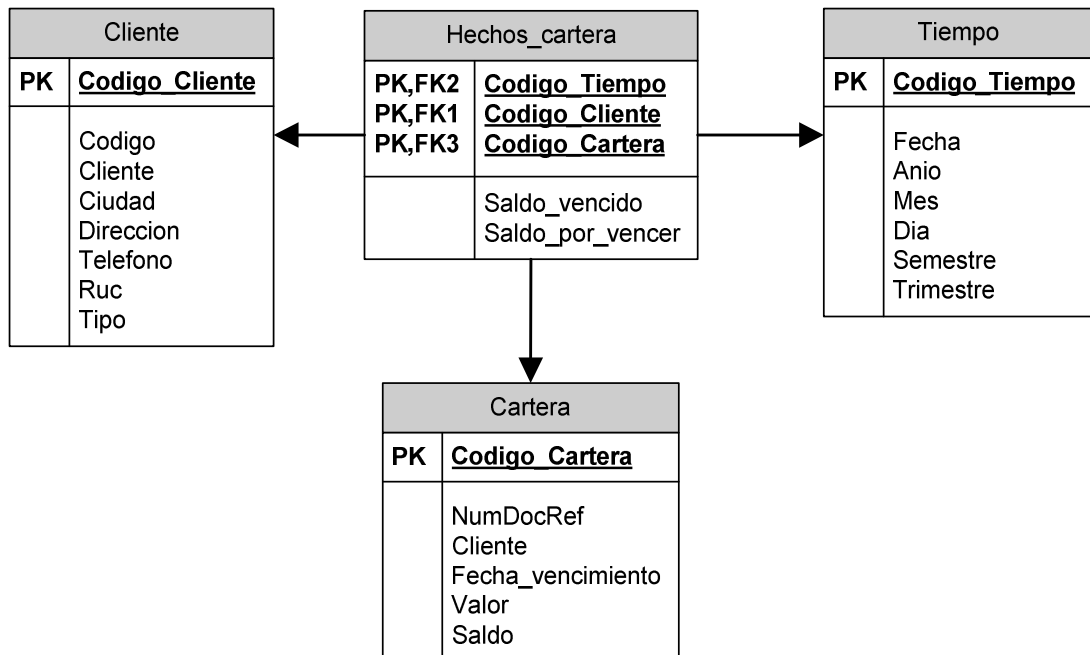 Cliente
PK Codigo_Cliente
Codigo
Cliente
Ciudad
Direccion
Telefono
Ruc
Tipo
Hechos_cartera
PK,FK2 Codigo_Tiempo
PK,FK1 Codigo_Cliente
PK,FK3 Codigo_Cartera
Saldo_vencido
Saldo_por_vencer
Tiempo
PK Codigo_Tiempo
Fecha
Anio
Mes
Dia
Semestre
Trimestre
Cartera
PK Codigo_Cartera
NumDocRef
Cliente
Fecha_vencimiento
Valor
Saldo